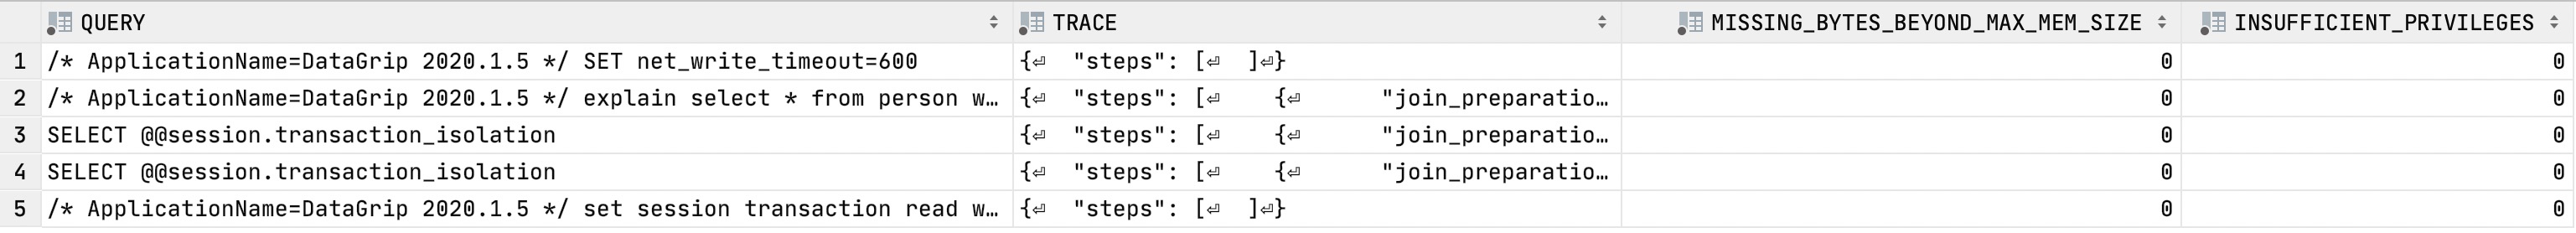 QUERY TRACE MISSING_BYTES_BEYOND_MAX_MEM_SIZE INSUFFICIENT_PRIVILEGES
1 /* ApplicationName=DataGrip 2020.1.5 */ SET net_write_timeout=600 {⏎  "steps": [⏎  ]⏎} 0 0
2 /* ApplicationName=DataGrip 2020.1.5 */ explain select * from person w… {⏎  "steps": [⏎    {⏎      "join_preparatio… 0 0
3 SELECT @@session.transaction_isolation {⏎  "steps": [⏎    {⏎      "join_preparatio… 0 0
4 SELECT @@session.transaction_isolation {⏎  "steps": [⏎    {⏎      "join_preparatio… 0 0
5 /* ApplicationName=DataGrip 2020.1.5 */ set session transaction read w… {⏎  "steps": [⏎  ]⏎} 0 0